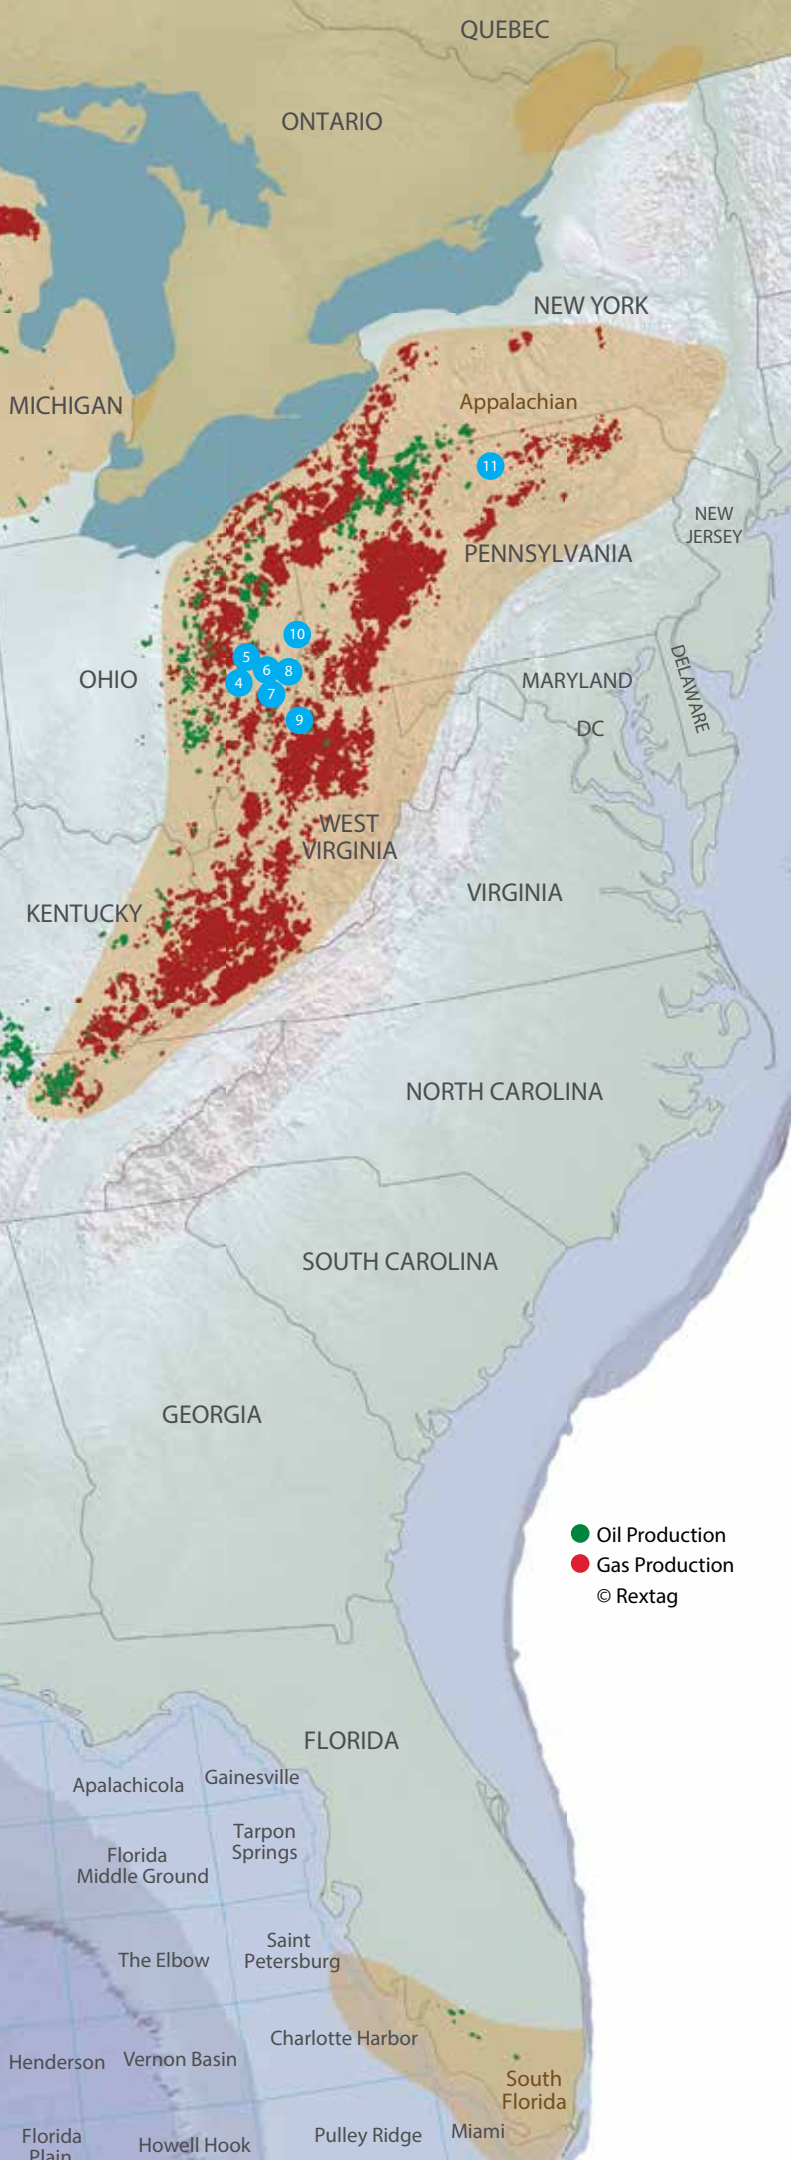 QUEBEC
ONTARIO
NEW YORK
MICHIGAN
Appalachian
11
NEW
JERSEY
PENNSYLVANIA
10
5
6
8
4
7
9
OHIO
MARYLAND
DELAWARE
DC
WEST
VIRGINIA
KENTUCKY
VIRGINIA
NORTH CAROLINA
SOUTH CAROLINA
GEORGIA
Oil Production
Gas Production
© Rextag
FLORIDA
Apalachicola
Gainesville
Tarpon
Springs
Florida
Middle Ground
The Elbow
Saint
Petersburg
Charlotte Harbor
Henderson
Vernon Basin
South
Florida
Miami
Pulley Ridge
Howell Hook
Florida
Plain